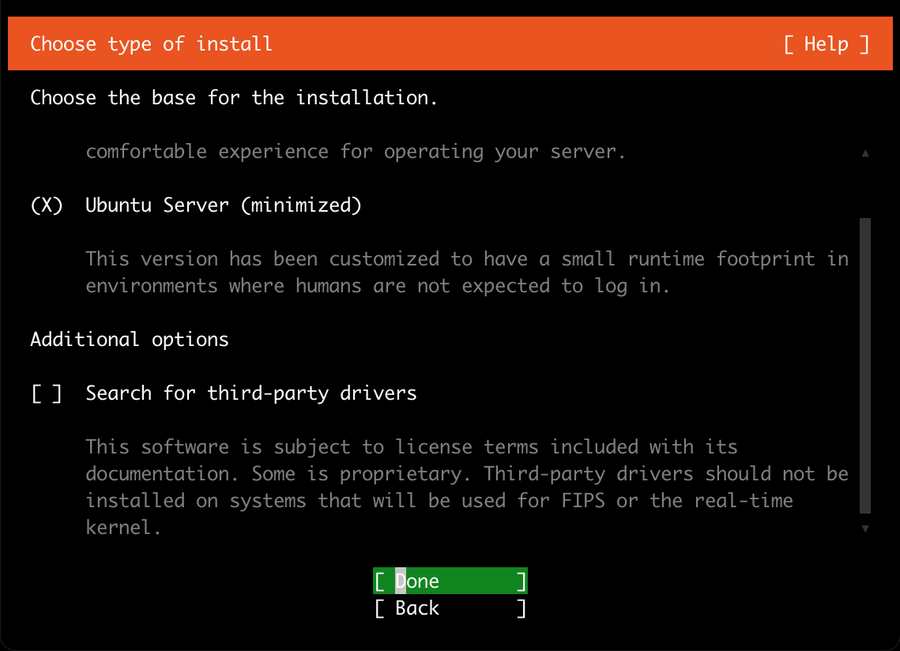 Choose type of install [ Help ]
Choose the base for the installation.
comfortable experience for operating your server.
(X) Ubuntu Server (minimized)
This version has been customized to have a small runtime footprint in
environments where humans are not expected to log in.
Additional options
[ ] Search for third-party drivers
This software is subject to license terms included with its
documentation. Some is proprietary. Third-party drivers should not be
installed on systems that will be used for FIPS or the real-time
kernel.
[ Done ]
[ Back ]